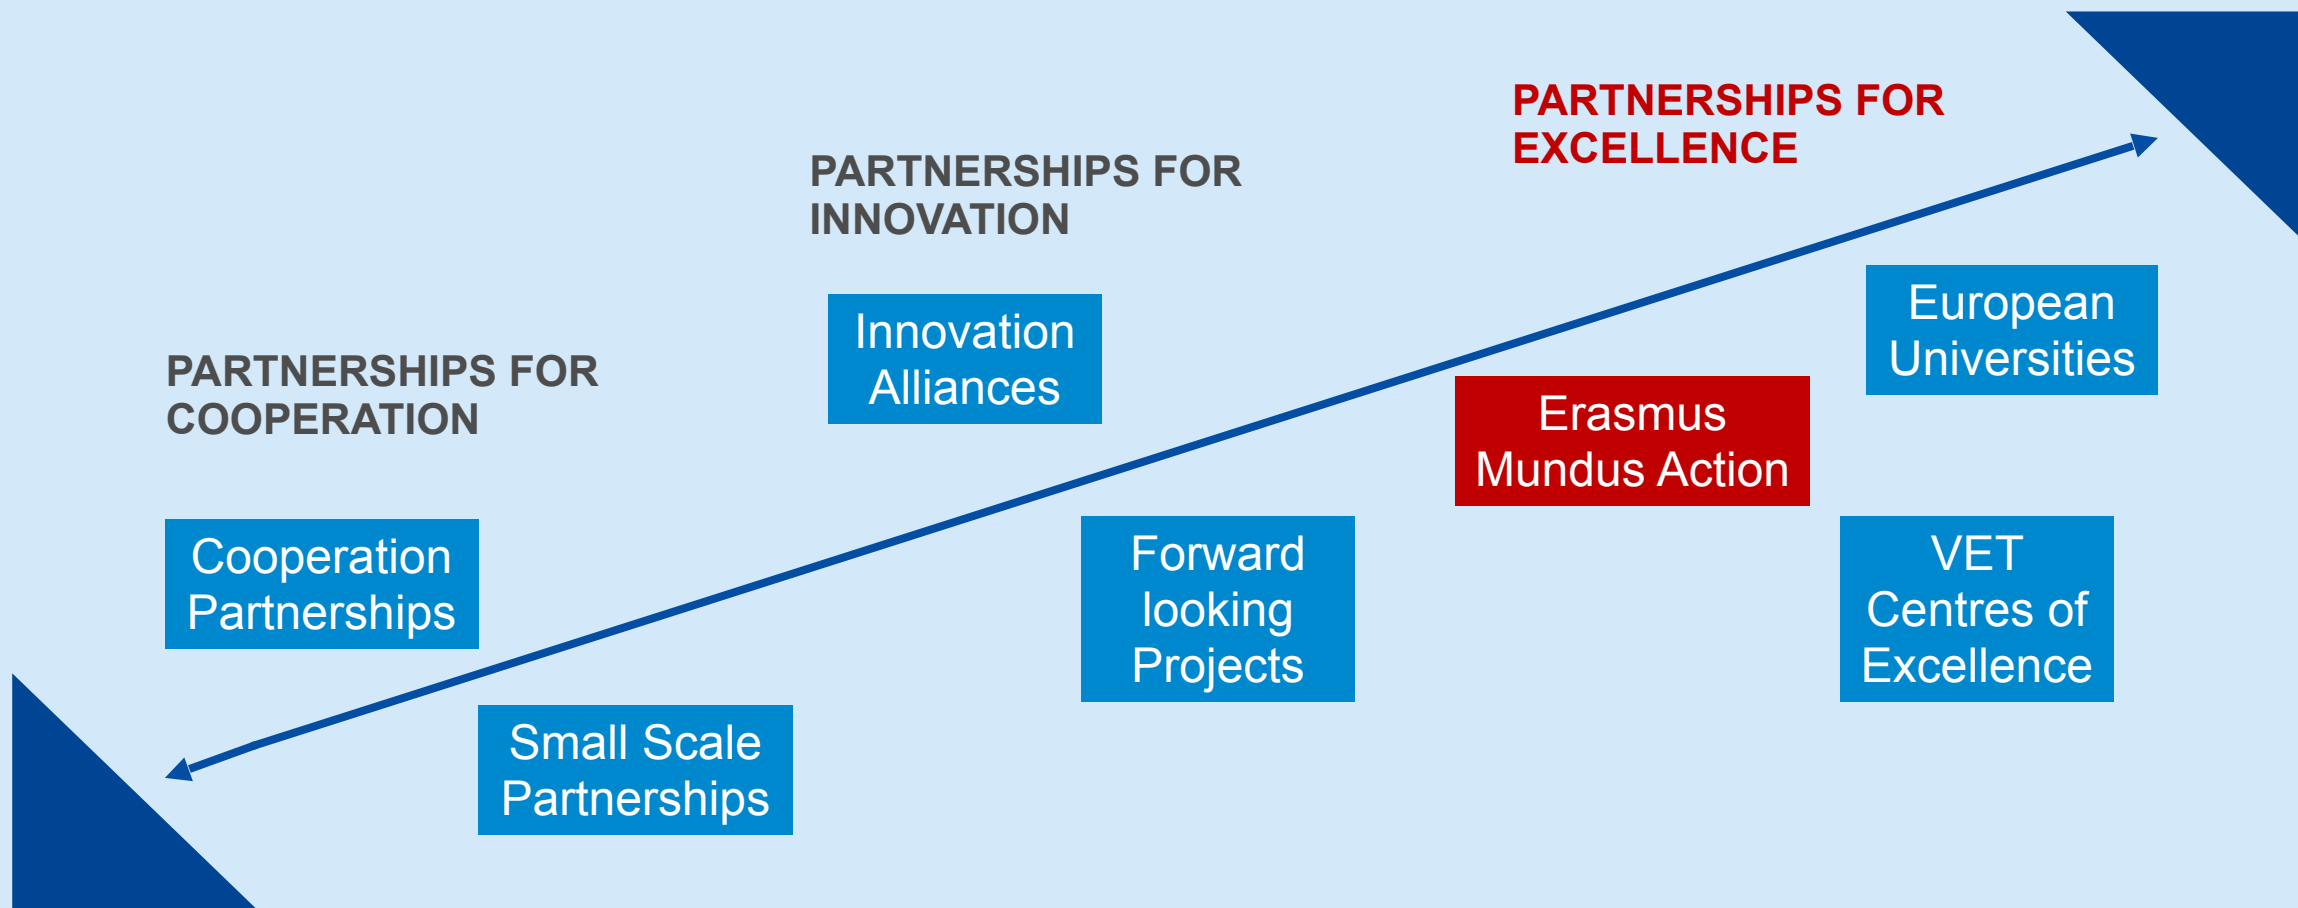 PARTNERSHIPS FOR
EXCELLENCE
PARTNERSHIPS FOR
INNOVATION
PARTNERSHIPS FOR
COOPERATION
European
Universities
Innovation
Alliances
Erasmus
Mundus Action
Cooperation
Partnerships
Forward
looking
Projects
VET
Centres of
Excellence
Small Scale
Partnerships